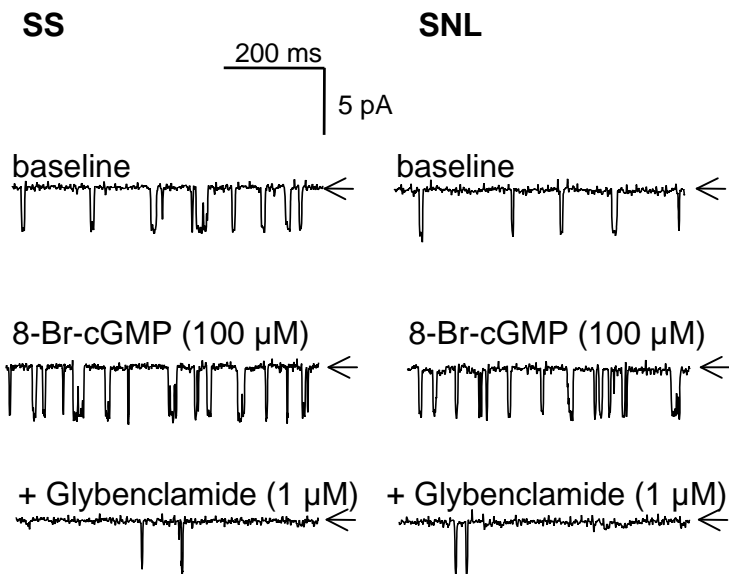 SS
SNL
200 ms
5 pA
baseline
baseline
8-Br-cGMP (100 µM)
8-Br-cGMP (100 µM)
+ Glybenclamide (1 µM)
+ Glybenclamide (1 µM)